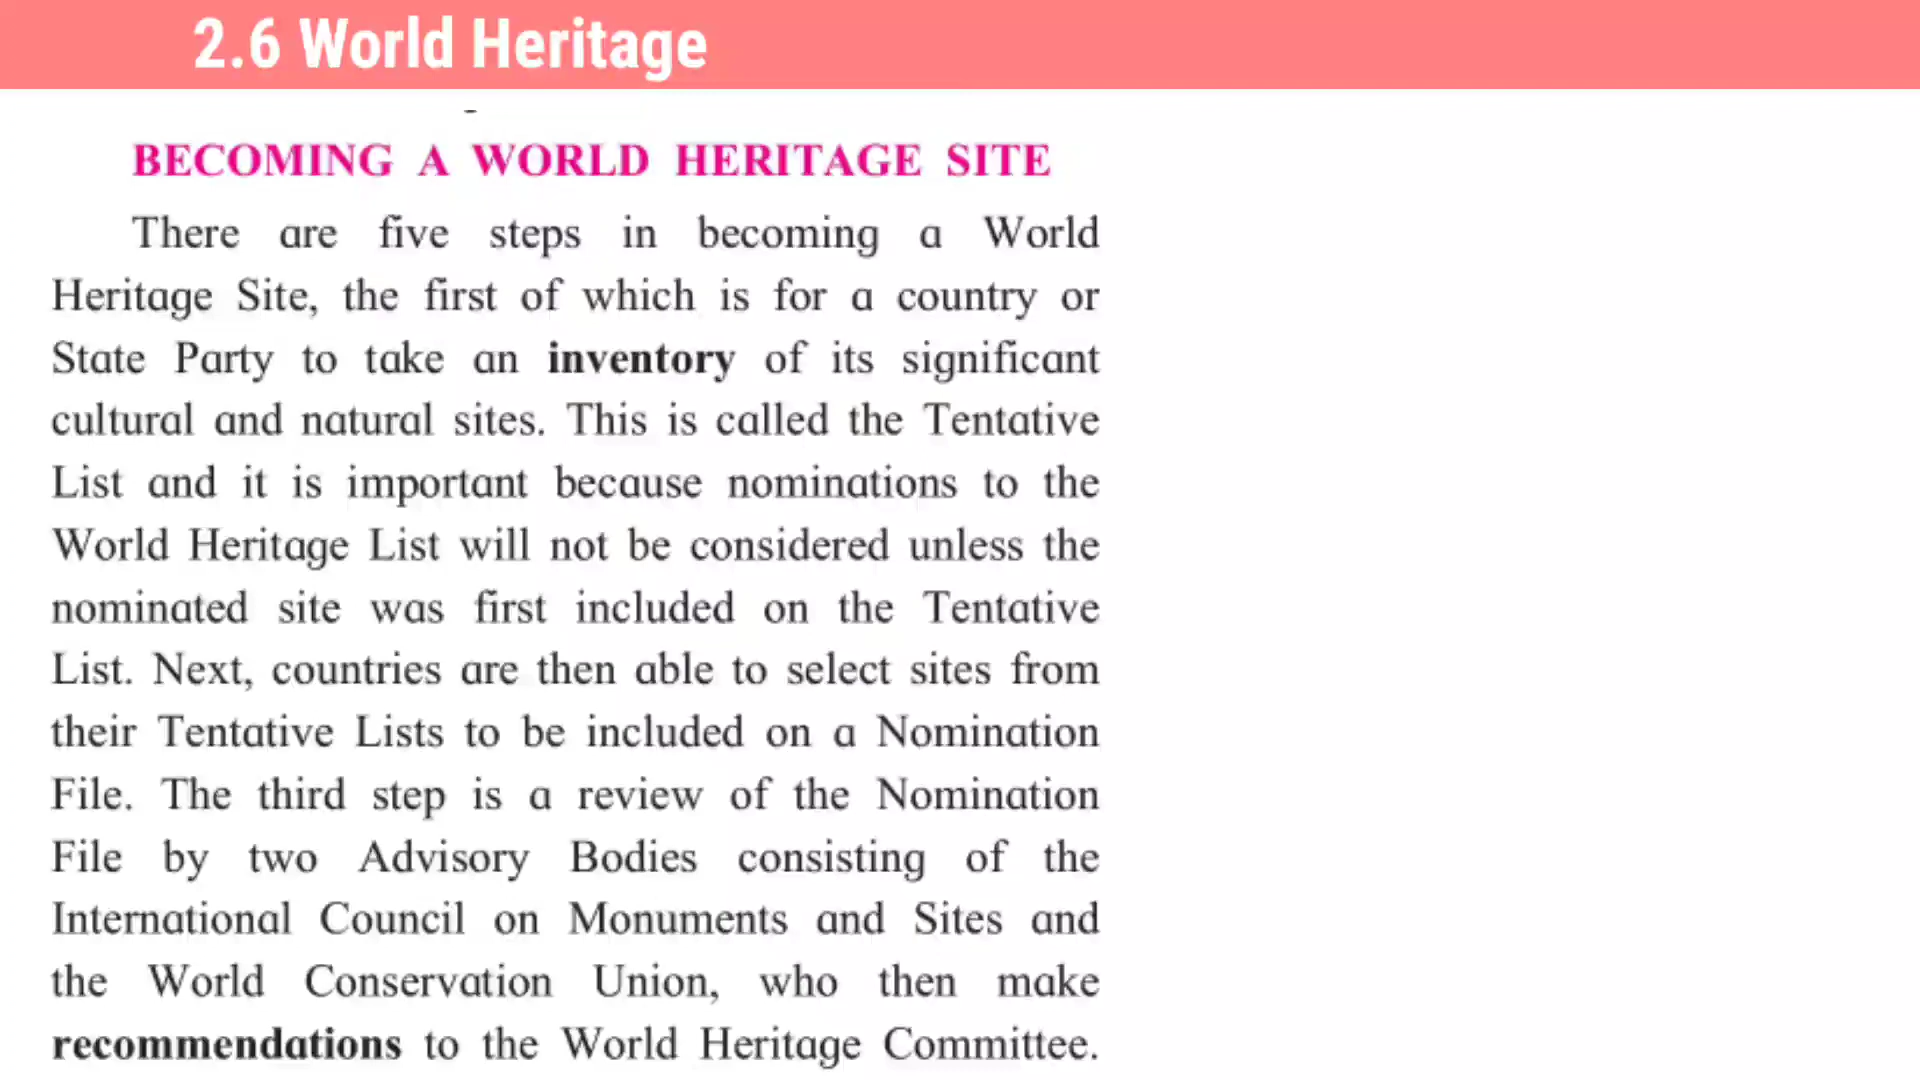 2.6 World Heritage
BECOMING A WORLD HERITAGE SITE
There are five steps in becoming a World
Heritage Site, the first of which is for a country or
State Party to take an inventory of its significant
cultural and natural sites. This is called the Tentative
List and it is important because nominations to the
World Heritage List will not be considered unless the
nominated site was first included on the Tentative
List. Next, countries are then able to select sites from
their Tentative Lists to be included on a Nomination
File. The third step is a review of the Nomination
File by two Advisory Bodies consisting of the
International Council on Monuments and Sites and
the World Conservation Union, who then make
recommendations to the World Heritage Committee.